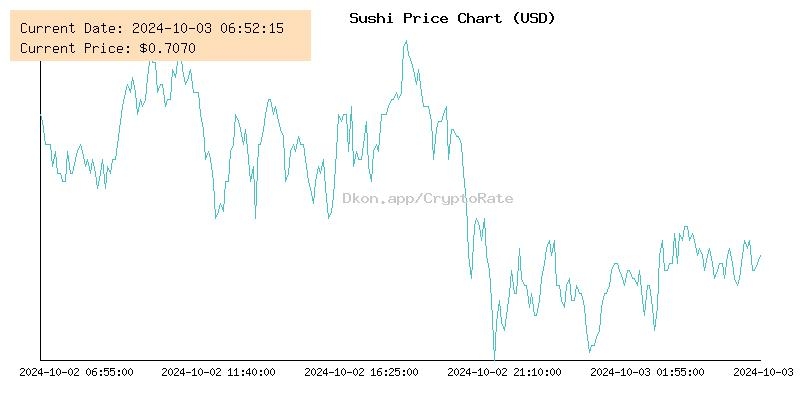 Sushi Price Chart (USD)
Current Date: 2024-10-03 06:52:15
Current Price: $0.7070
Dkon.app/CryptoRate
2024-10-02 06:55:00 2024-10-02 11:40:00 2024-10-02 16:25:00 2024-10-02 21:10:00 2024-10-03 01:55:00 2024-10-03